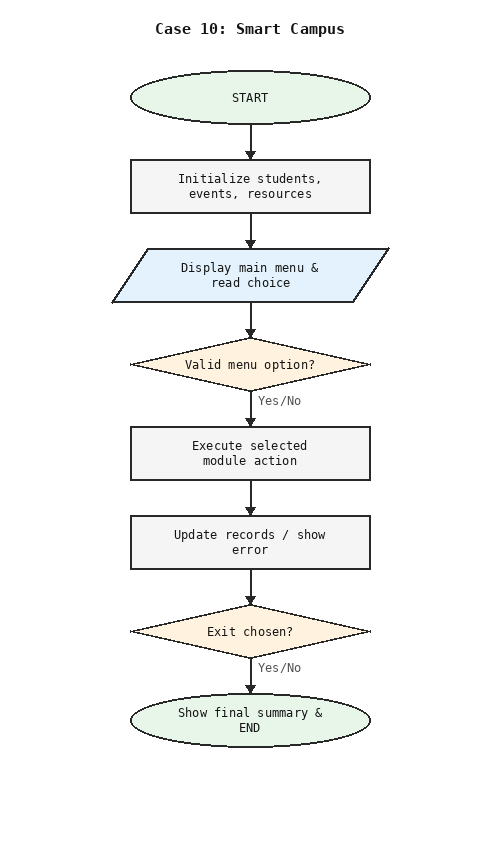 Case 10: Smart Campus
START
Initialize students,
events, resources
Display main menu &
read choice
Valid menu option?
Yes/No
Execute selected
module action
Update records / show
error
Exit chosen?
Yes/No
Show final summary &
END